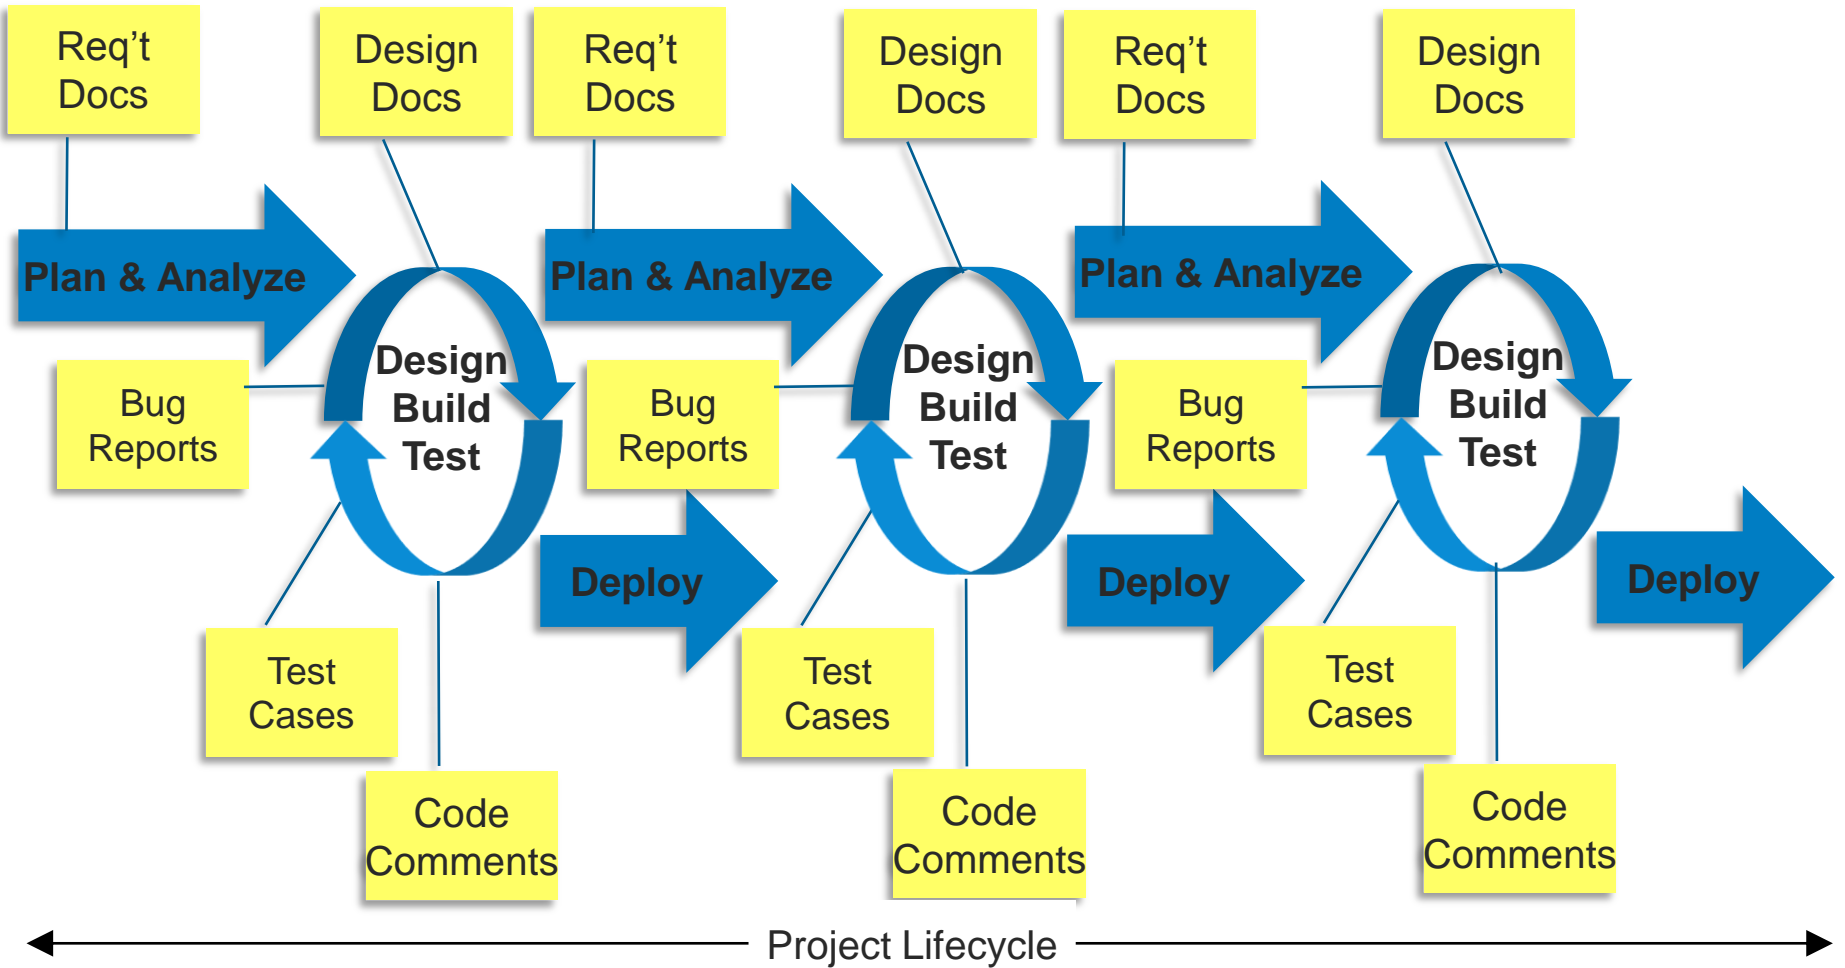 Req't
Docs
Design
Docs
Req't
Docs
Design
Docs
Req't
Docs
Design
Docs
Plan & Analyze
Plan & Analyze
Plan & Analyze
Design
Build
Test
Design
Build
Test
Design
Build
Test
Bug
Reports
Bug
Reports
Bug
Reports
Deploy
Deploy
Deploy
Test
Cases
Test
Cases
Test
Cases
Code
Comments
Code
Comments
Code
Comments
Project Lifecycle